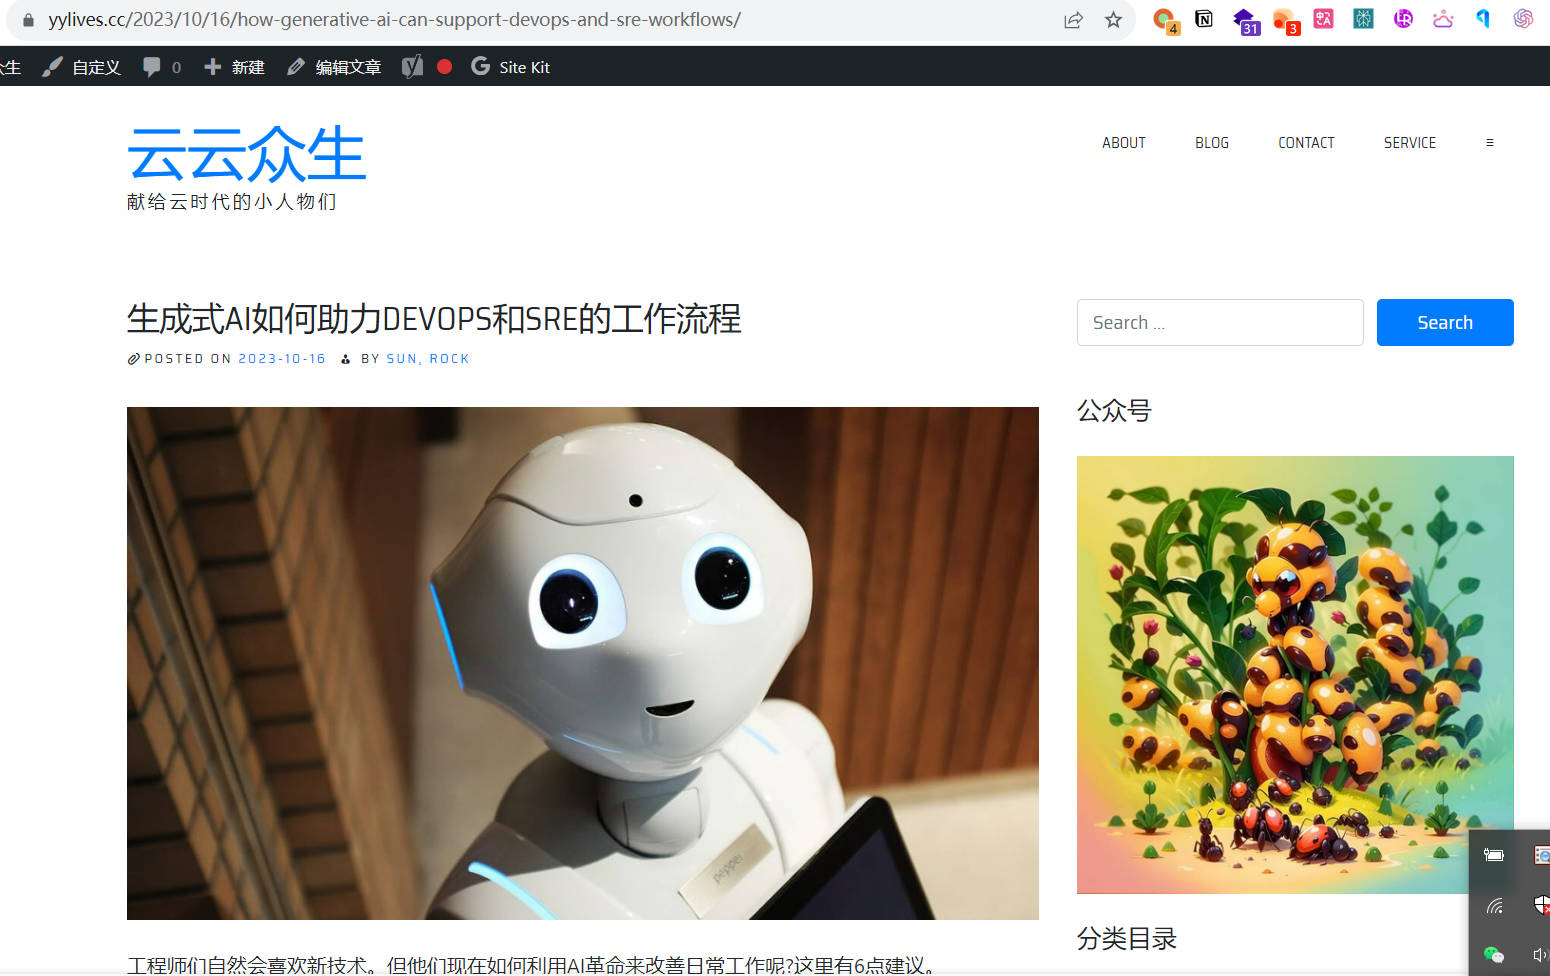 yylives.cc/2023/10/16/how-generative-ai-can-support-devops-and-sre-workflows/
4
31
3
生 自定义 0 新建 编辑文章 Site Kit
云云众生
献给云时代的小人物们
ABOUT BLOG CONTACT SERVICE ≡
生成式AI如何助力DEVOPS和SRE的工作流程
POSTED ON 2023-10-16 BY SUN, ROCK
Search ...
Search
公众号
pepper
分类目录
工程师们自然会喜欢新技术。但他们现在如何利用AI革命来改善日常工作呢?这里有6点建议。